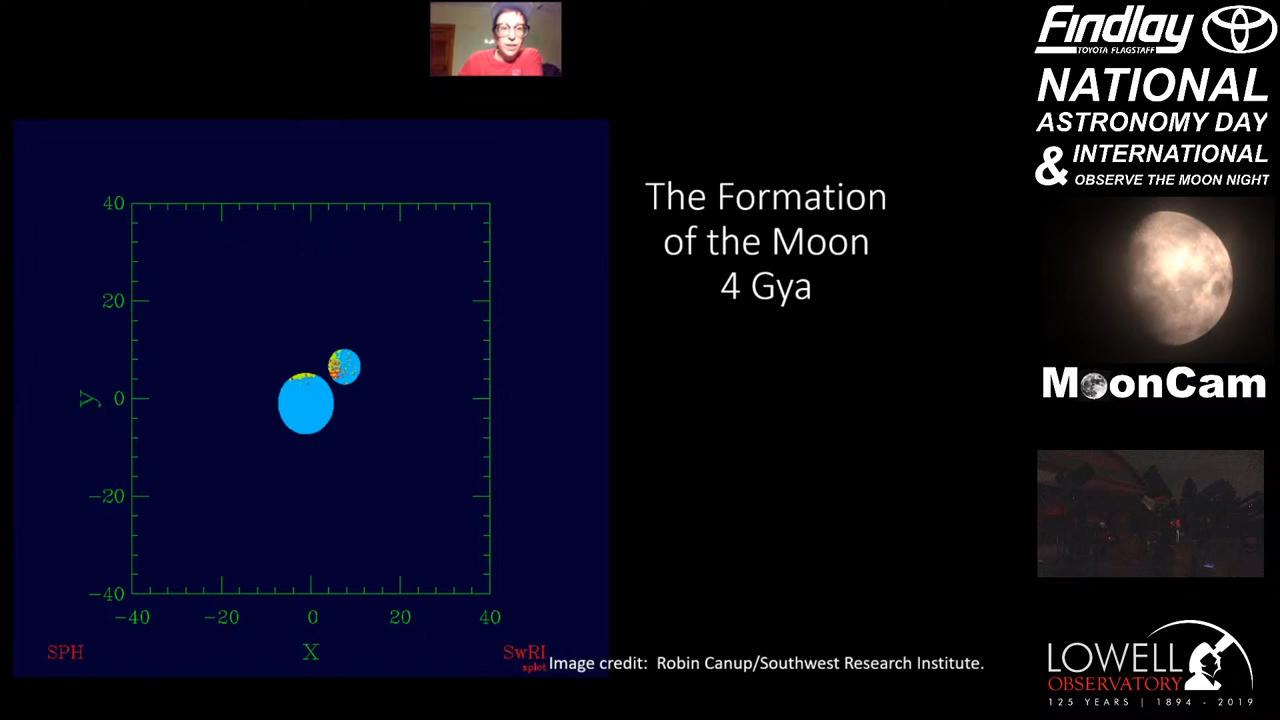 The Formation
of the Moon
4 Gya
40
20
0
-20
-40
y
-40 -20 0 20 40
X
SPH
SwRI
xplot
Image credit: Robin Canup/Southwest Research Institute.
Findlay
TOYOTA FLAGSTAFF
NATIONAL
ASTRONOMY DAY
& INTERNATIONAL
OBSERVE THE MOON NIGHT
MoonCam
LOWELL
OBSERVATORY
125 YEARS | 1894 - 2019